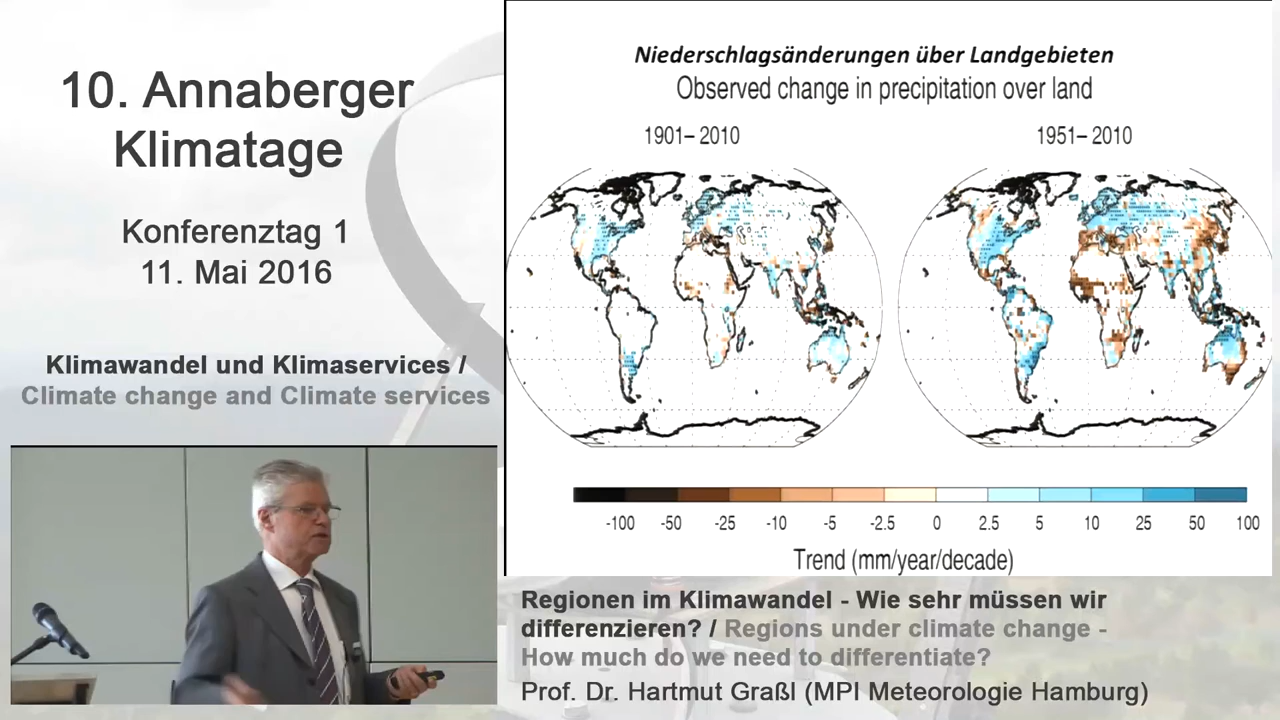 10. Annaberger
Klimatage
Konferenztag 1
11. Mai 2016
Klimawandel und Klimaservices /
Climate change and Climate services
Niederschlagsänderungen über Landgebieten
Observed change in precipitation over land
1901– 2010
1951– 2010
-100 -50 -25 -10 -5 -2.5 0 2.5 5 10 25 50 100
Trend (mm/year/decade)
Regionen im Klimawandel - Wie sehr müssen wir
differenzieren? / Regions under climate change -
How much do we need to differentiate?
Prof. Dr. Hartmut Graßl (MPI Meteorologie Hamburg)